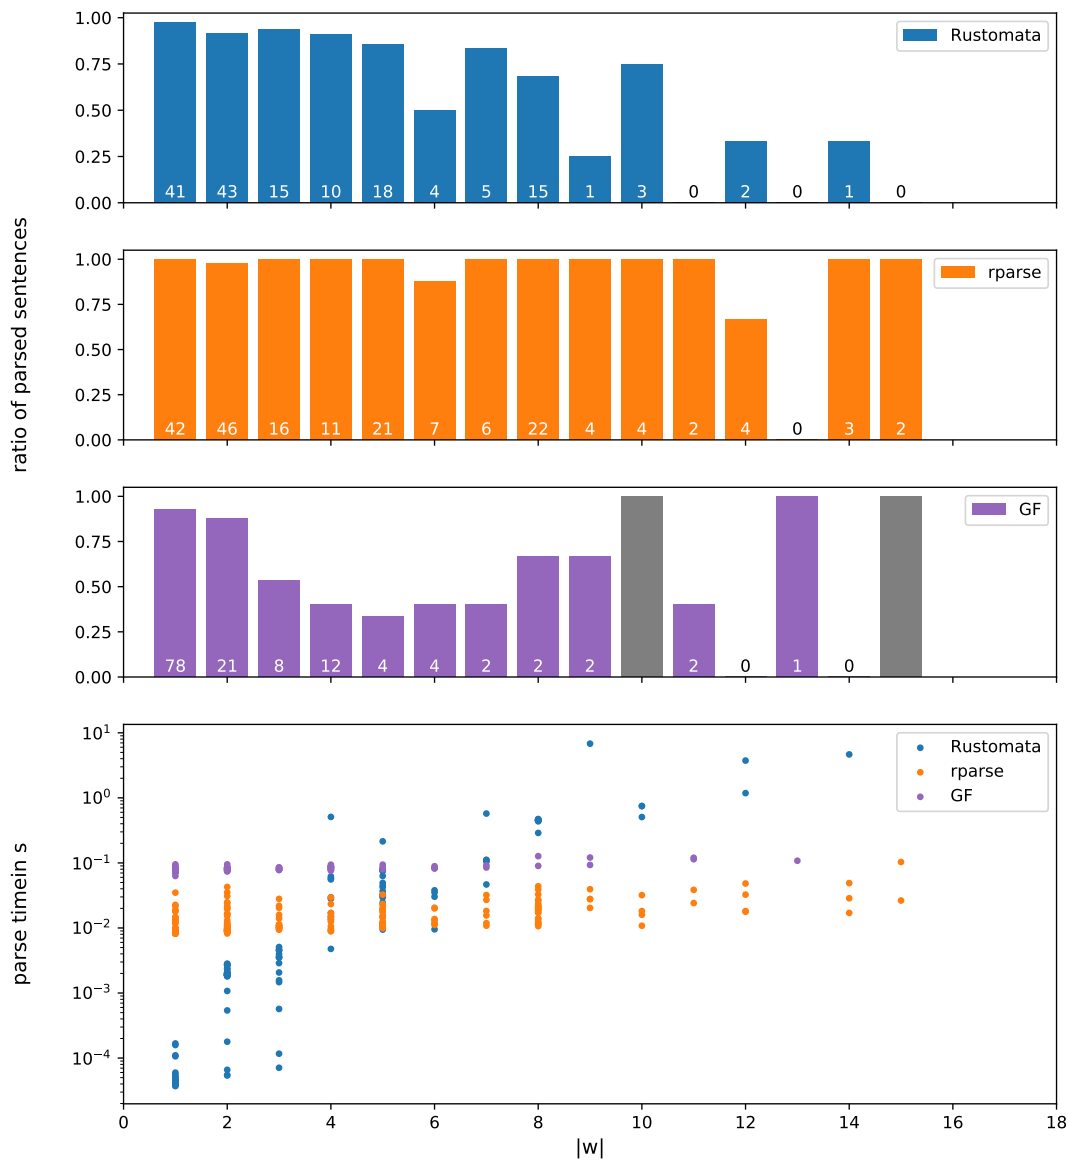 1.00
0.75
0.50
0.25
0.00
Rustomata
41 43 15 10 18 4 5 15 1 3 0 2 0 1 0
ratio of parsed sentences
1.00
0.75
0.50
0.25
0.00
rparse
42 46 16 11 21 7 6 22 4 4 2 4 0 3 2
1.00
0.75
0.50
0.25
0.00
GF
78 21 8 12 4 4 2 2 2 2 0 1 0
parse timein s
10¹
10⁰
10⁻¹
10⁻²
10⁻³
10⁻⁴
Rustomata
rparse
GF
0 2 4 6 8 10 12 14 16 18
|w|